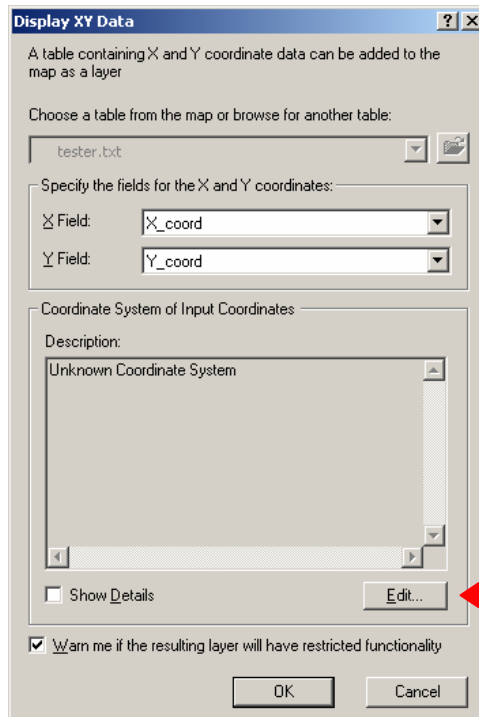 Display XY Data
A table containing X and Y coordinate data can be added to the
map as a layer
Choose a table from the map or browse for another table:
tester.txt
Specify the fields for the X and Y coordinates:
X Field:
X_coord
Y Field:
Y_coord
Coordinate System of Input Coordinates
Description:
Unknown Coordinate System
Show Details
Edit...
Warn me if the resulting layer will have restricted functionality
OK
Cancel